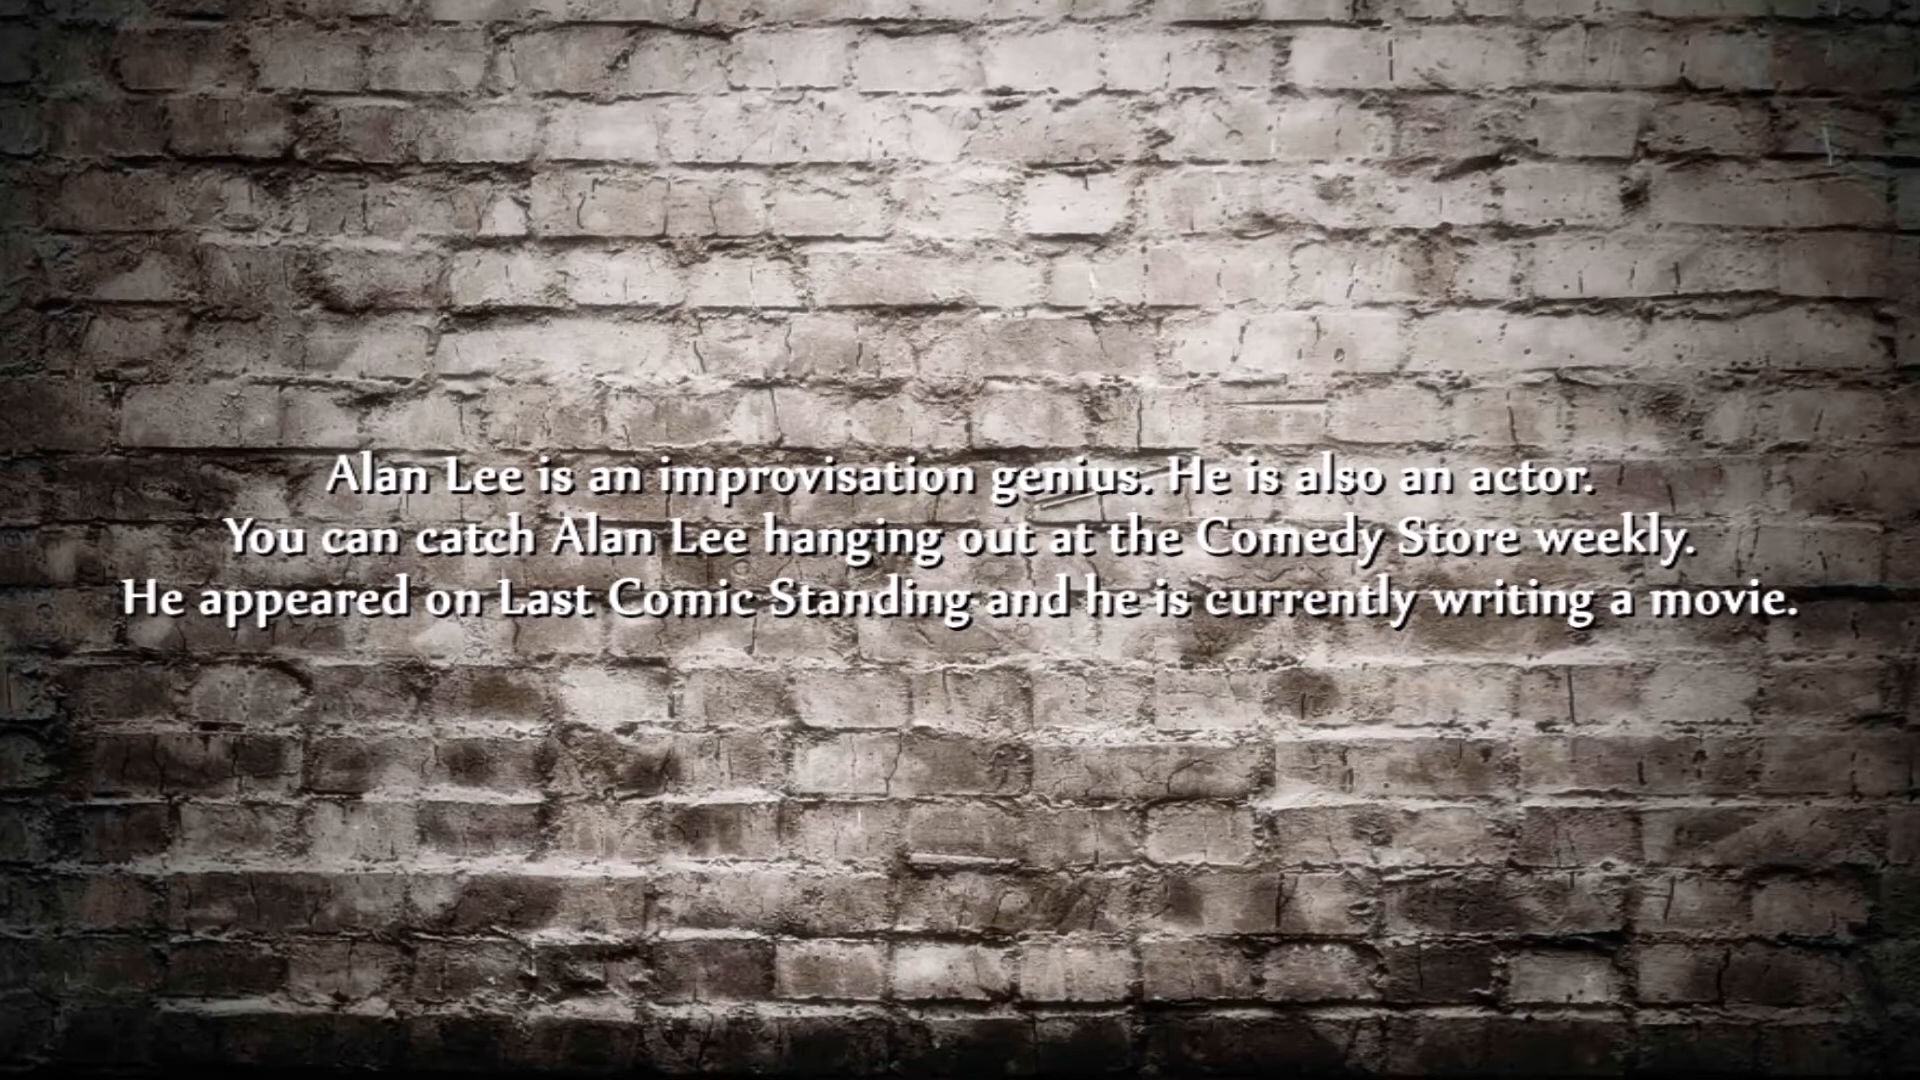 Alan Lee is an improvisation genius. He is also an actor.
You can catch Alan Lee hanging out at the Comedy Store weekly.
He appeared on Last Comic Standing and he is currently writing a movie.